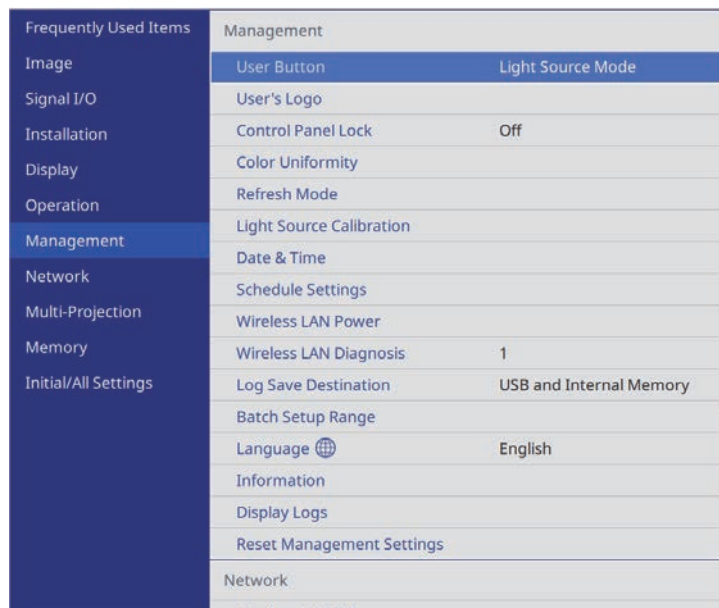 Frequently Used Items
Image
Signal I/O
Installation
Display
Operation
Management
Network
Multi-Projection
Memory
Initial/All Settings
Management
User Button Light Source Mode
User's Logo
Control Panel Lock Off
Color Uniformity
Refresh Mode
Light Source Calibration
Date & Time
Schedule Settings
Wireless LAN Power
Wireless LAN Diagnosis 1
Log Save Destination USB and Internal Memory
Batch Setup Range
Language English
Information
Display Logs
Reset Management Settings
Network